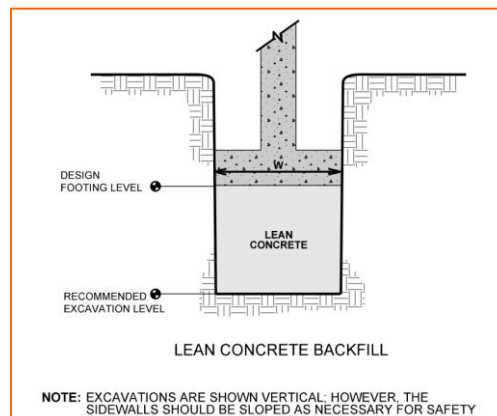 DESIGN
FOOTING LEVEL
W
LEAN
CONCRETE
RECOMMENDED
EXCAVATION LEVEL
LEAN CONCRETE BACKFILL
NOTE: EXCAVATIONS ARE SHOWN VERTICAL; HOWEVER, THE
SIDEWALLS SHOULD BE SLOPED AS NECESSARY FOR SAFETY